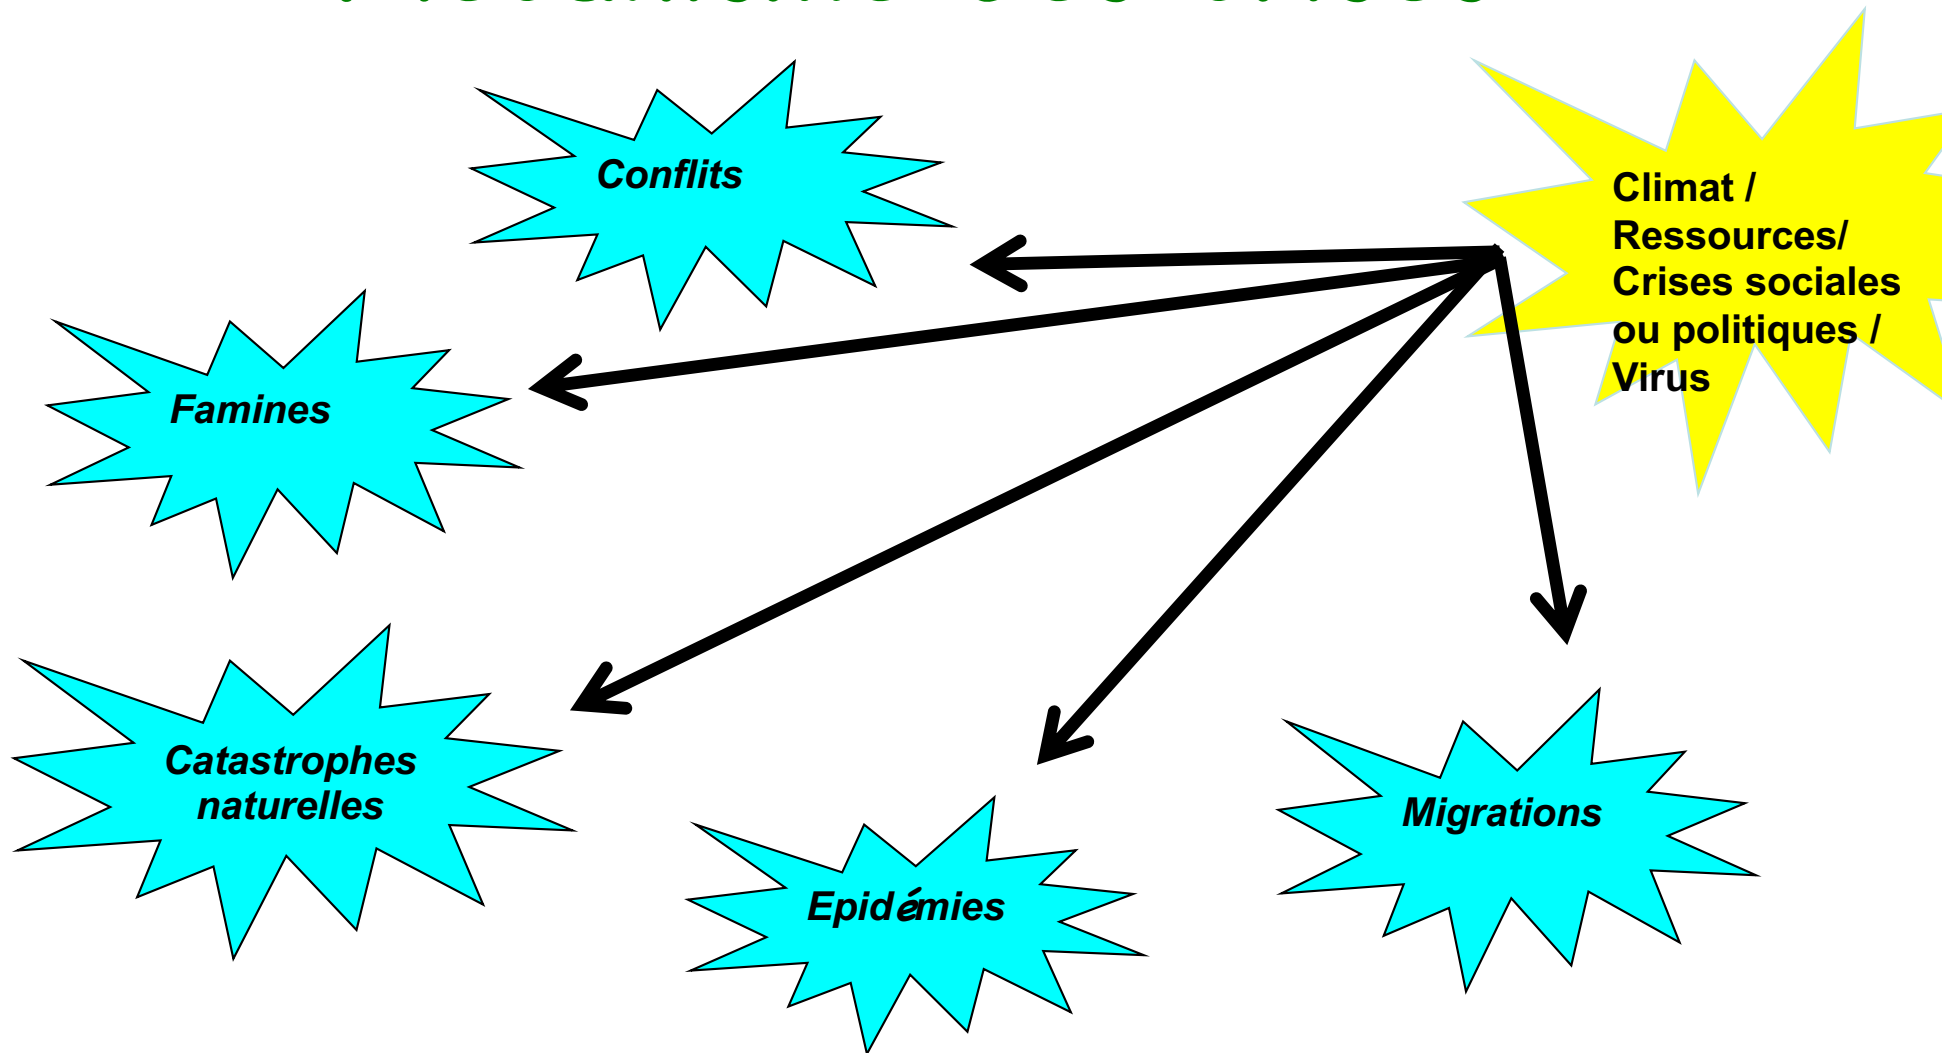 Conflits
Climat /
Ressources/
Crises sociales
ou politiques /
Virus
Famines
Catastrophes
naturelles
Migrations
Epidémies